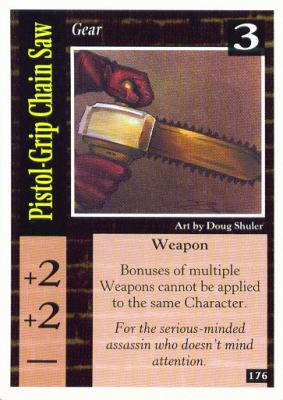 Gear
3
Pistol-Grip Chain Saw
Art by Doug Shuler
+2
+2
—
Weapon
Bonuses of multiple
Weapons cannot be applied
to the same Character.
For the serious-minded
assassin who doesn't mind
attention.
176